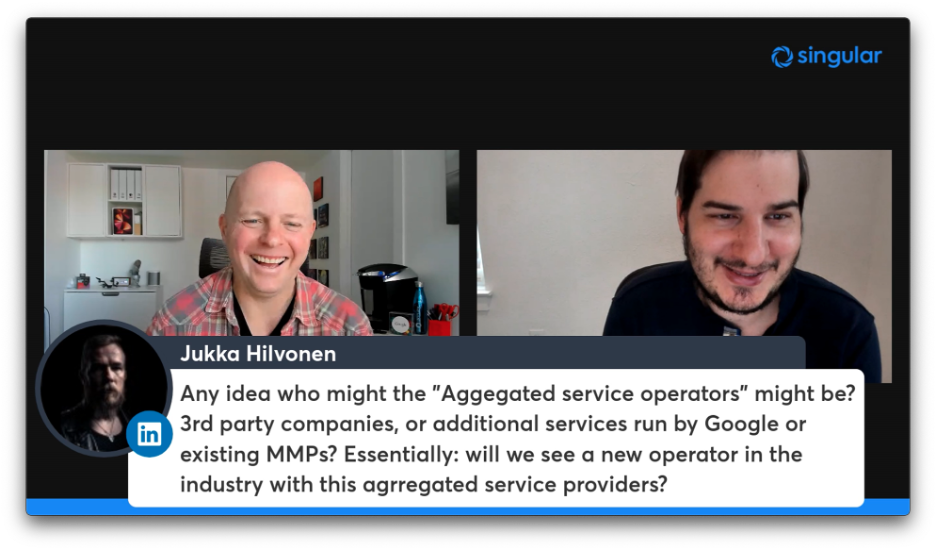 singular
Jukka Hilvonen
Any idea who might the "Aggegated service operators" might be?
3rd party companies, or additional services run by Google or
existing MMPs? Essentially: will we see a new operator in the
industry with this agrregated service providers?
in